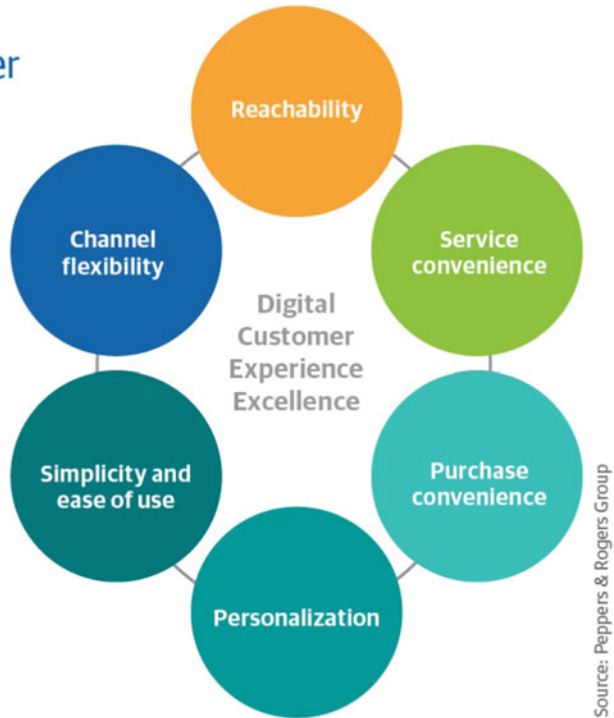 er
Reachability
Service
convenience
Purchase
convenience
Personalization
Simplicity and
ease of use
Channel
flexibility
Digital
Customer
Experience
Excellence
Source: Peppers & Rogers Group